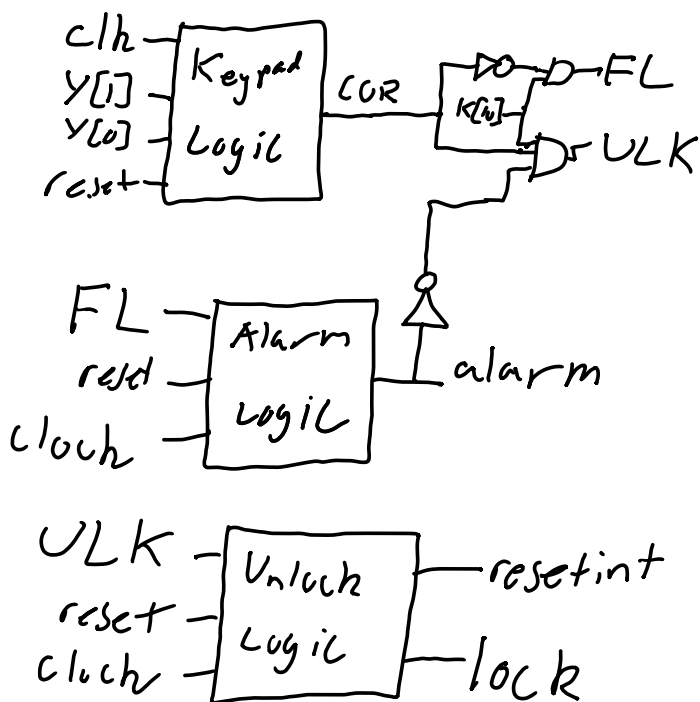 clk
Y[1]
Y[0]
reset
Keypad
Logic
COR
K[10]
FL
ULK
FL
reset
clock
Alarm
Logic
alarm
ULK
reset
clock
Unlock
Logic
resetint
lock